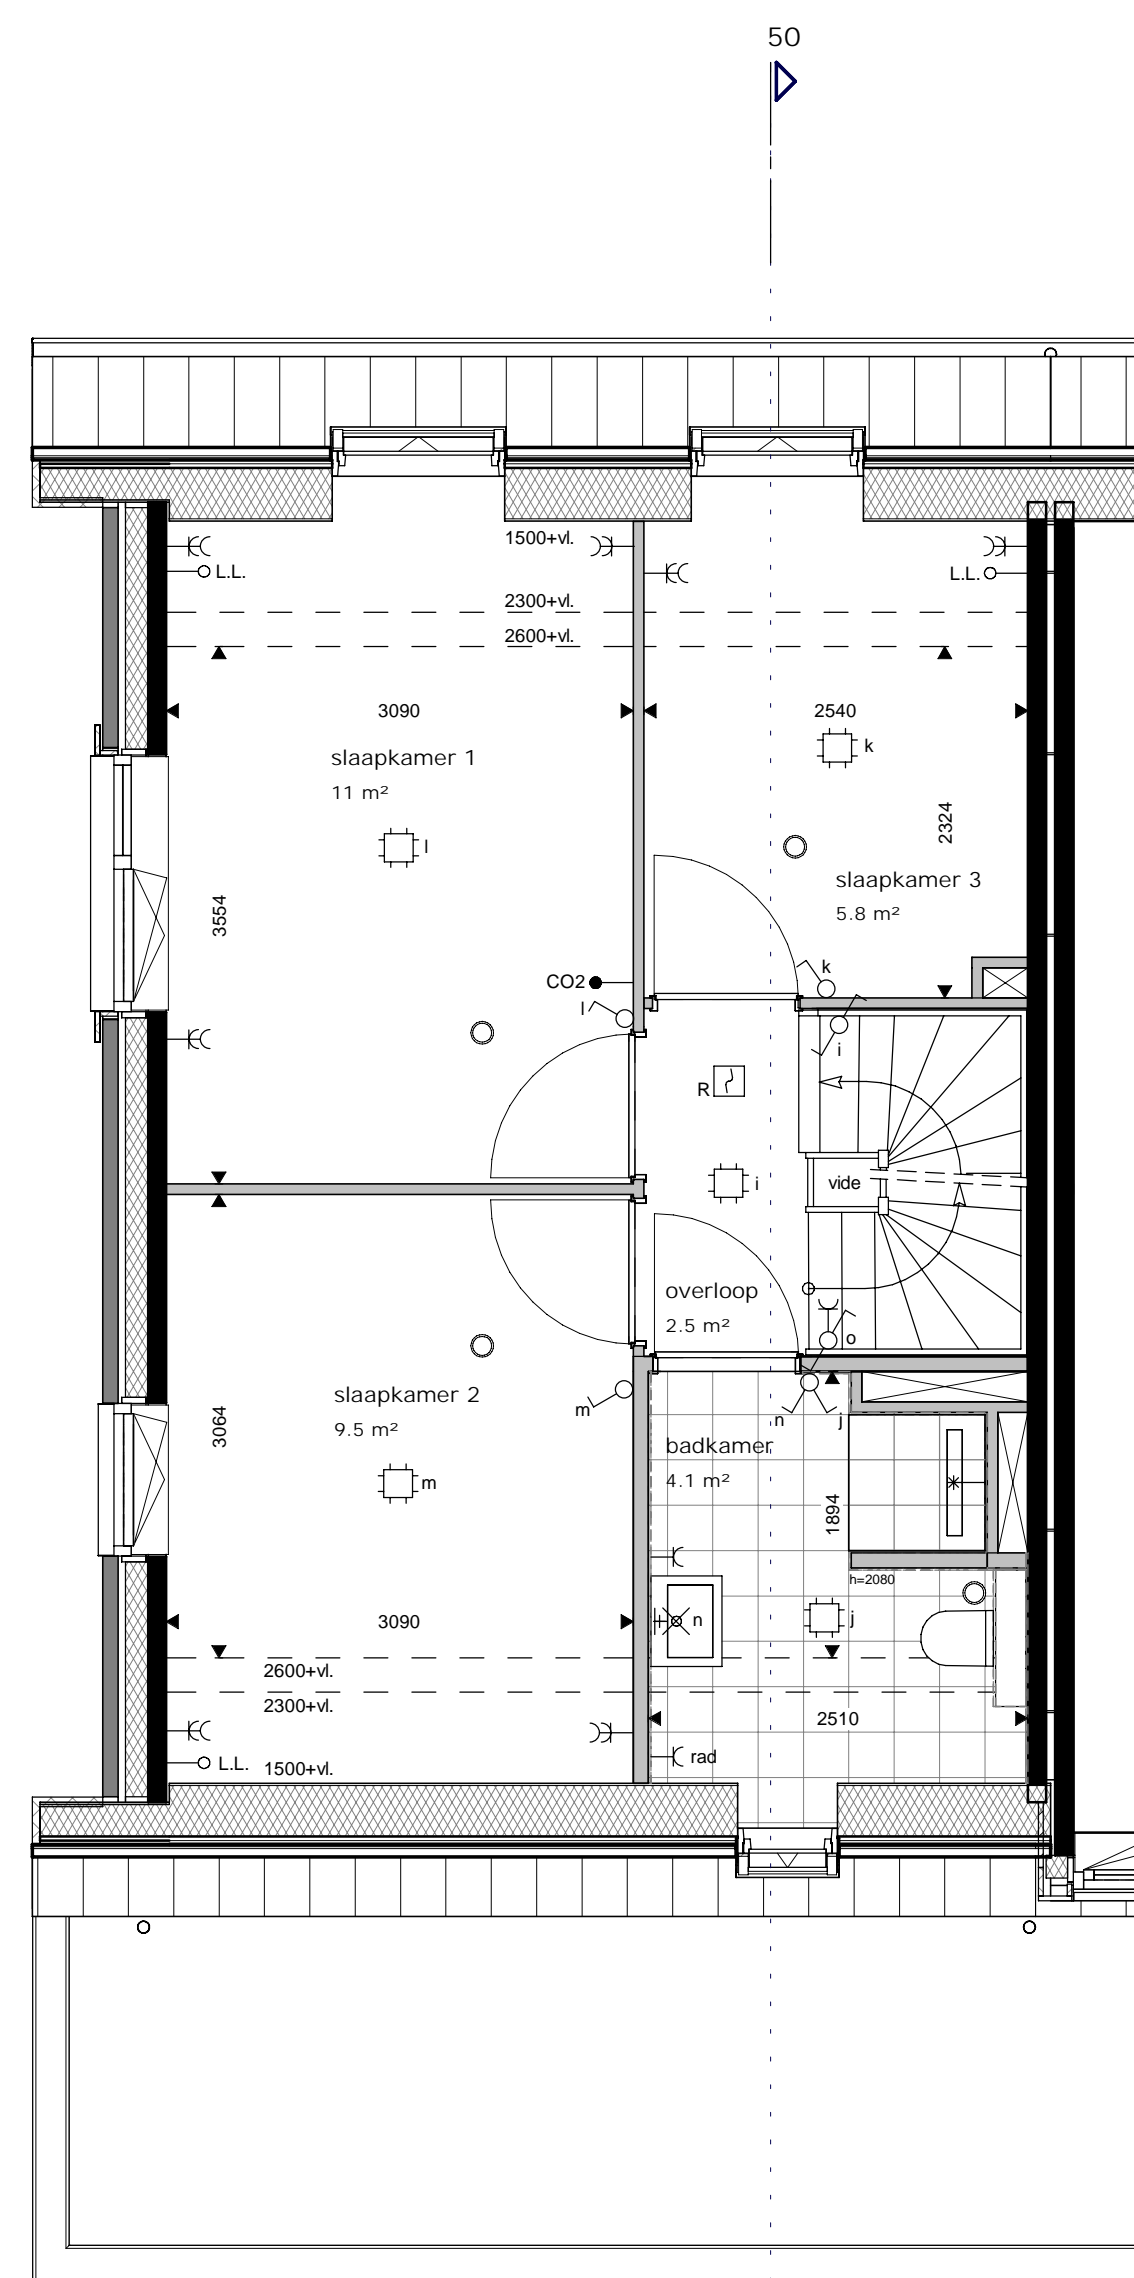 50
1500+vl.
L.L.
L.L.
2300+vl.
2600+vl.
3090
2540
k
slaapkamer 1
11 m²
l
2324
slaapkamer 3
5.8 m²
3554
k
CO2
l
i
R
i
vide
overloop
2.5 m²
o
slaapkamer 2
9.5 m²
m
n
j
3064
badkamer
4.1 m²
m
1894
h=2080
3090
n
j
2600+vl.
2300+vl.
2510
rad
L.L.
1500+vl.